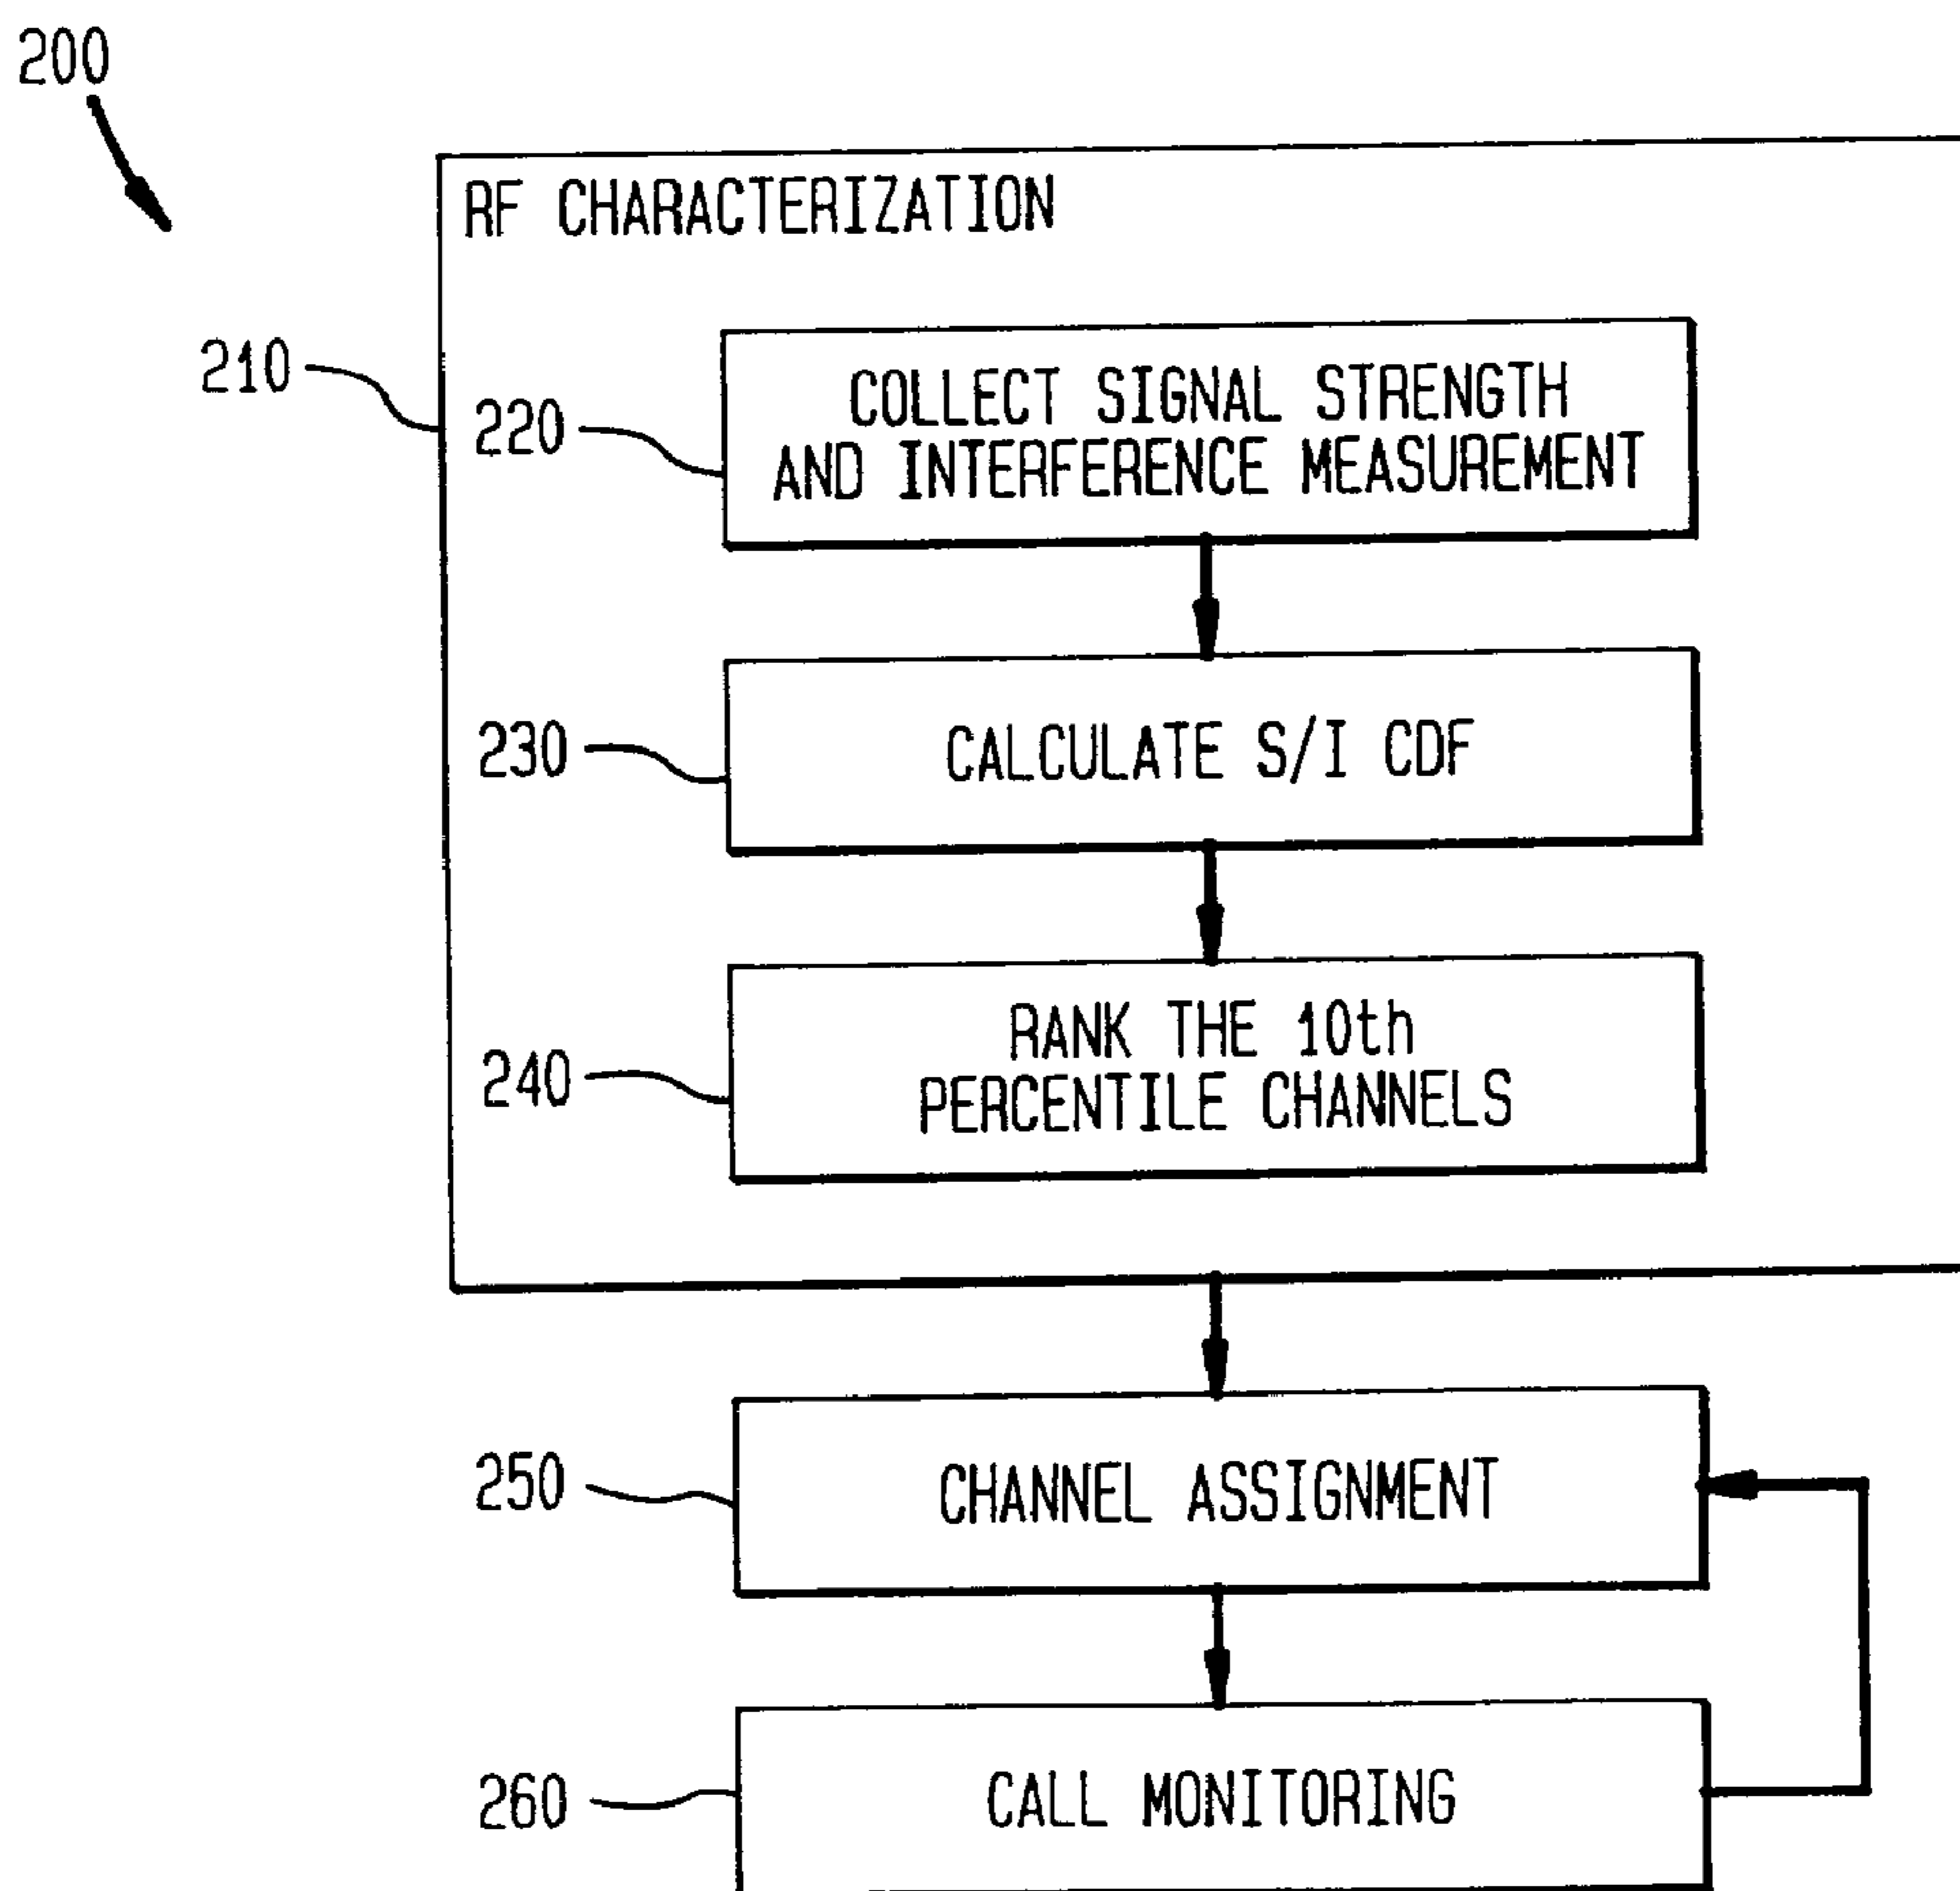 200
RF CHARACTERIZATION
210
220
COLLECT SIGNAL STRENGTH
AND INTERFERENCE MEASUREMENT
230
CALCULATE S/I CDF
240
RANK THE 10th
PERCENTILE CHANNELS
250
CHANNEL ASSIGNMENT
260
CALL MONITORING